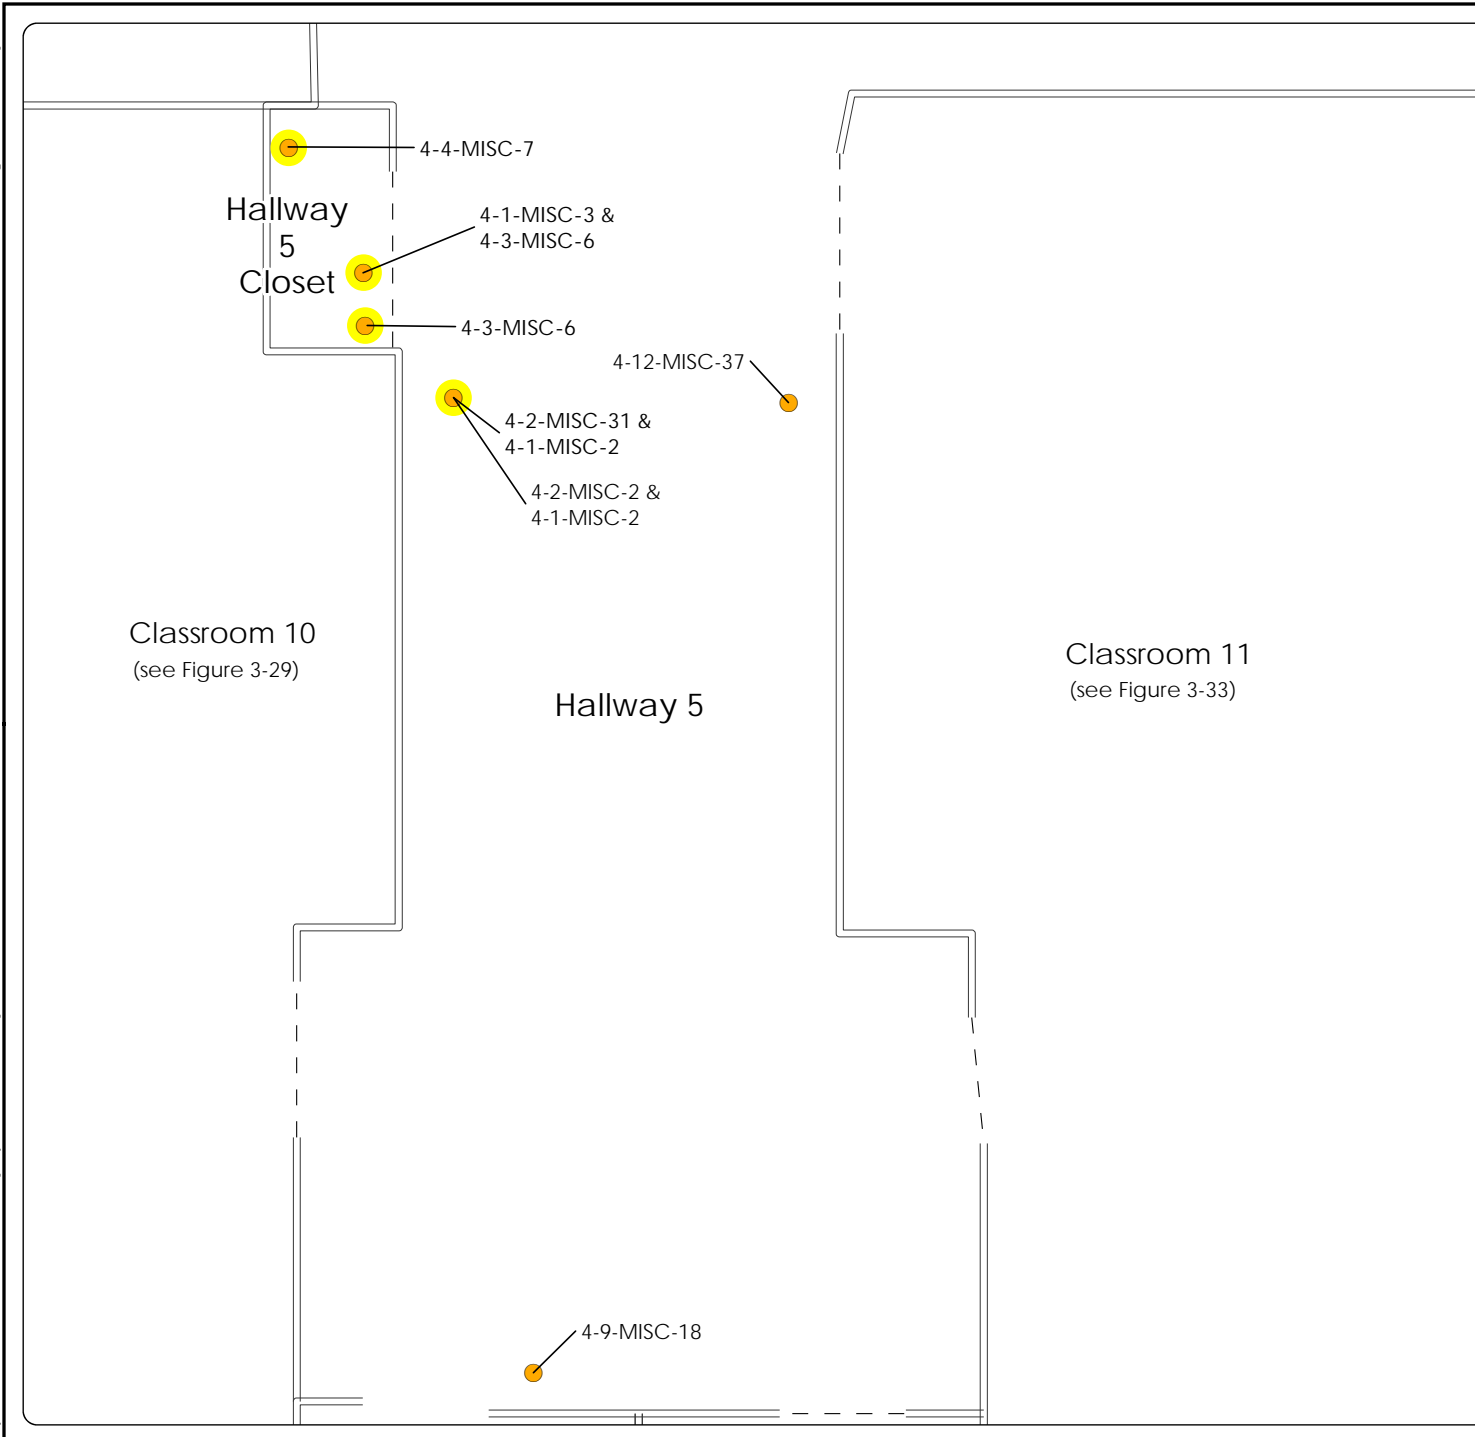 4-4-MISC-7
Hallway
5
Closet
4-1-MISC-3 &
4-3-MISC-6
4-3-MISC-6
4-12-MISC-37
4-2-MISC-31 &
4-1-MISC-2
4-2-MISC-2 &
4-1-MISC-2
Classroom 10
(see Figure 3-29)
Classroom 11
(see Figure 3-33)
Hallway 5
4-9-MISC-18